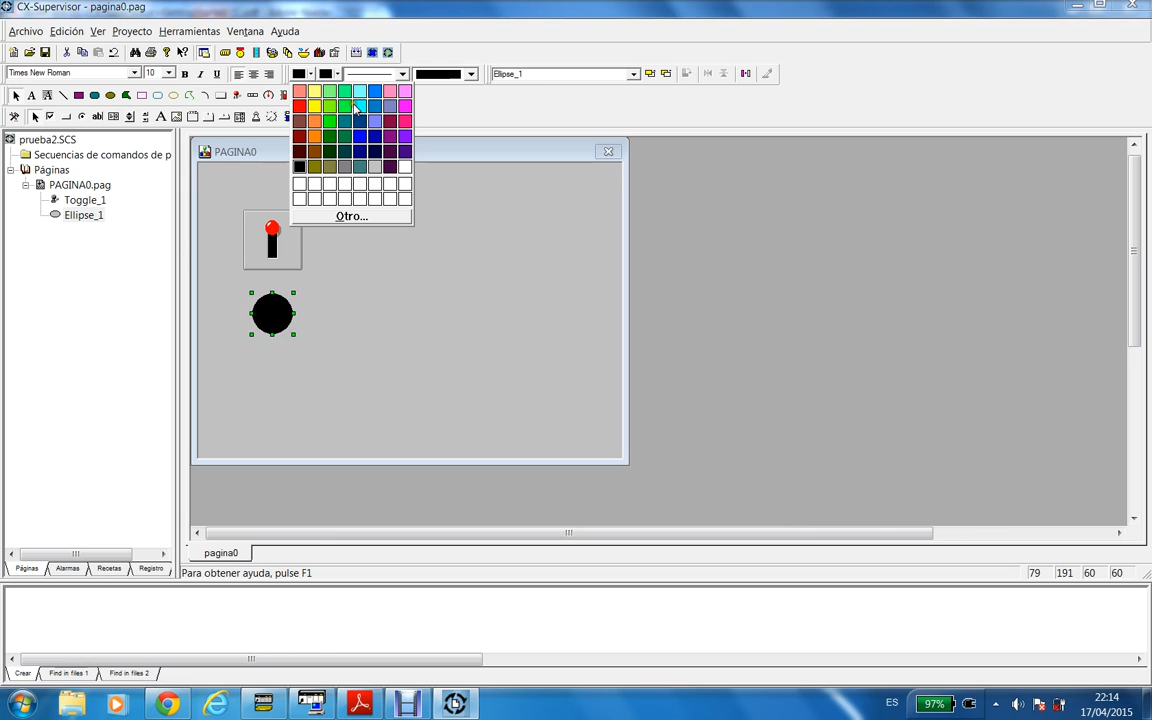 CX-Supervisor - pagina0.pag
Archivo Edición Ver Proyecto Herramientas Ventana Ayuda
Times New Roman 10 B I U Ellipse_1
prueba2.SCS
Secuencias de comandos de p
Páginas
PAGINA0.pag
Toggle_1
Ellipse_1
PAGINA0
Otro...
pagina0
Páginas Alarmas Recetas Registro
Para obtener ayuda, pulse F1 79 191 60 60
Crear Find in files 1 Find in files 2
ES 97% 22:14
17/04/2015